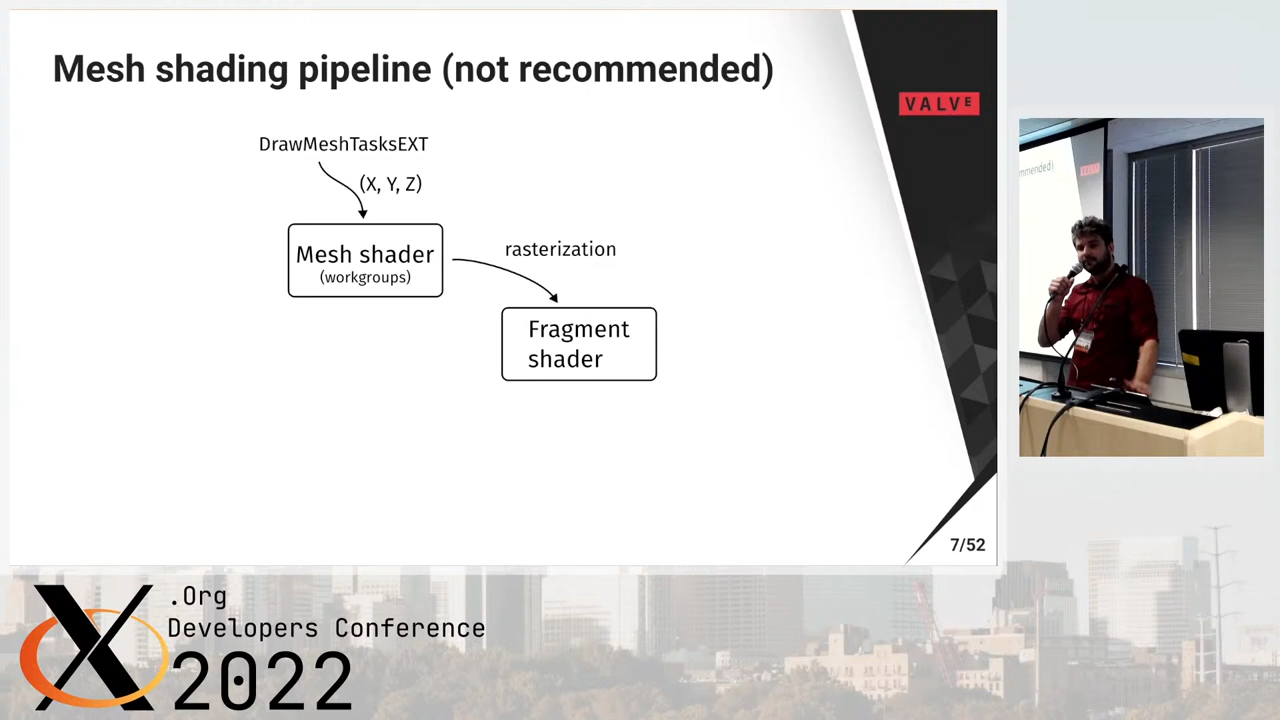 Mesh shading pipeline (not recommended)
VALVE
DrawMeshTasksEXT
(X, Y, Z)
Mesh shader
(workgroups)
rasterization
Fragment
shader
7/52
mmended)
X.Org
Developers Conference
2022